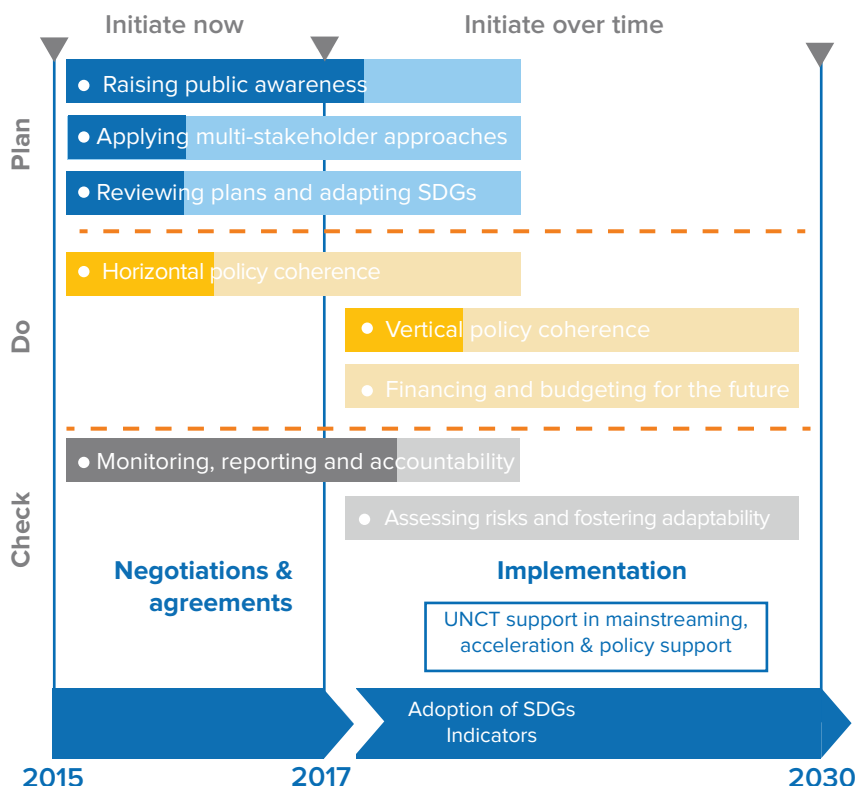 Initiate now
Initiate over time
Plan
Raising public awareness
Applying multi-stakeholder approaches
Reviewing plans and adapting SDGs
Do
Horizontal policy coherence
Vertical policy coherence
Financing and budgeting for the future
Check
Monitoring, reporting and accountability
Assessing risks and fostering adaptability
Negotiations &
agreements
Implementation
UNCT support in mainstreaming,
acceleration & policy support
Adoption of SDGs
Indicators
2015
2017
2030